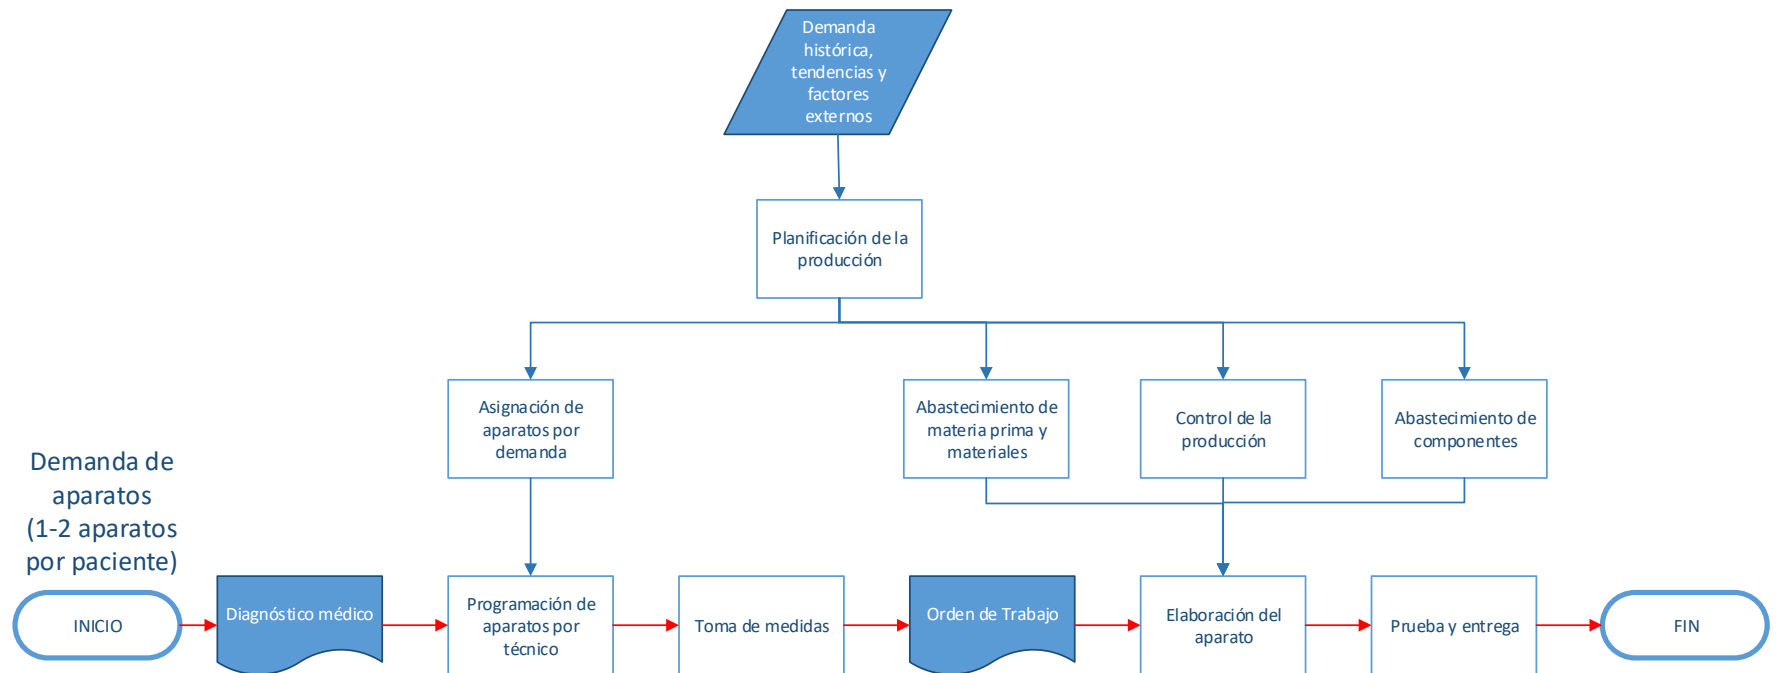 Demanda
histórica,
tendencias y
factores
externos
Planificación de la
producción
Asignación de
aparatos por
demanda
Abastecimiento de
materia prima y
materiales
Control de la
producción
Abastecimiento de
componentes
Demanda de
aparatos
(1-2 aparatos
por paciente)
INICIO
Diagnóstico médico
Programación de
aparatos por
técnico
Toma de medidas
Orden de Trabajo
Elaboración del
aparato
Prueba y entrega
FIN